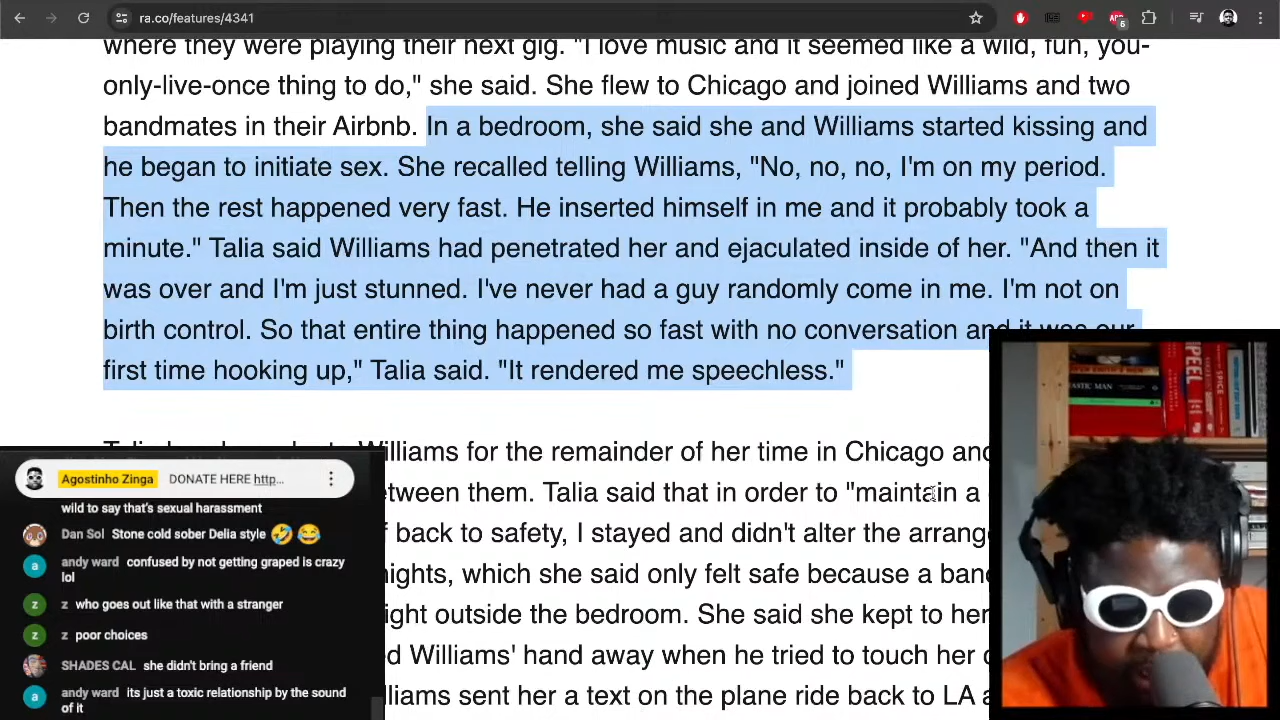 ra.co/features/4341
6
where they were playing their next gig. "I love music and it seemed like a wild, fun, you-
only-live-once thing to do," she said. She flew to Chicago and joined Williams and two
bandmates in their Airbnb. In a bedroom, she said she and Williams started kissing and
he began to initiate sex. She recalled telling Williams, "No, no, no, I'm on my period.
Then the rest happened very fast. He inserted himself in me and it probably took a
minute." Talia said Williams had penetrated her and ejaculated inside of her. "And then it
was over and I'm just stunned. I've never had a guy randomly come in me. I'm not on
birth control. So that entire thing happened so fast with no conversation and it was our
first time hooking up," Talia said. "It rendered me speechless."
Williams for the remainder of her time in Chicago and
between them. Talia said that in order to "maintain a
back to safety, I stayed and didn't alter the
nights, which she said only felt safe because a
right outside the bedroom. She said she kept to
Williams' hand away when he tried to touch her
Williams sent her a text on the plane ride back to LA
Agostinho Zinga DONATE HERE http...
wild to say that's sexual harassment
Dan Sol Stone cold sober Delia style 🤣 😂
andy ward confused by not getting graped is crazy
lol
z who goes out like that with a stranger
z poor choices
SHADES CAL she didn't bring a friend
andy ward its just a toxic relationship by the sound
of it
SPICE